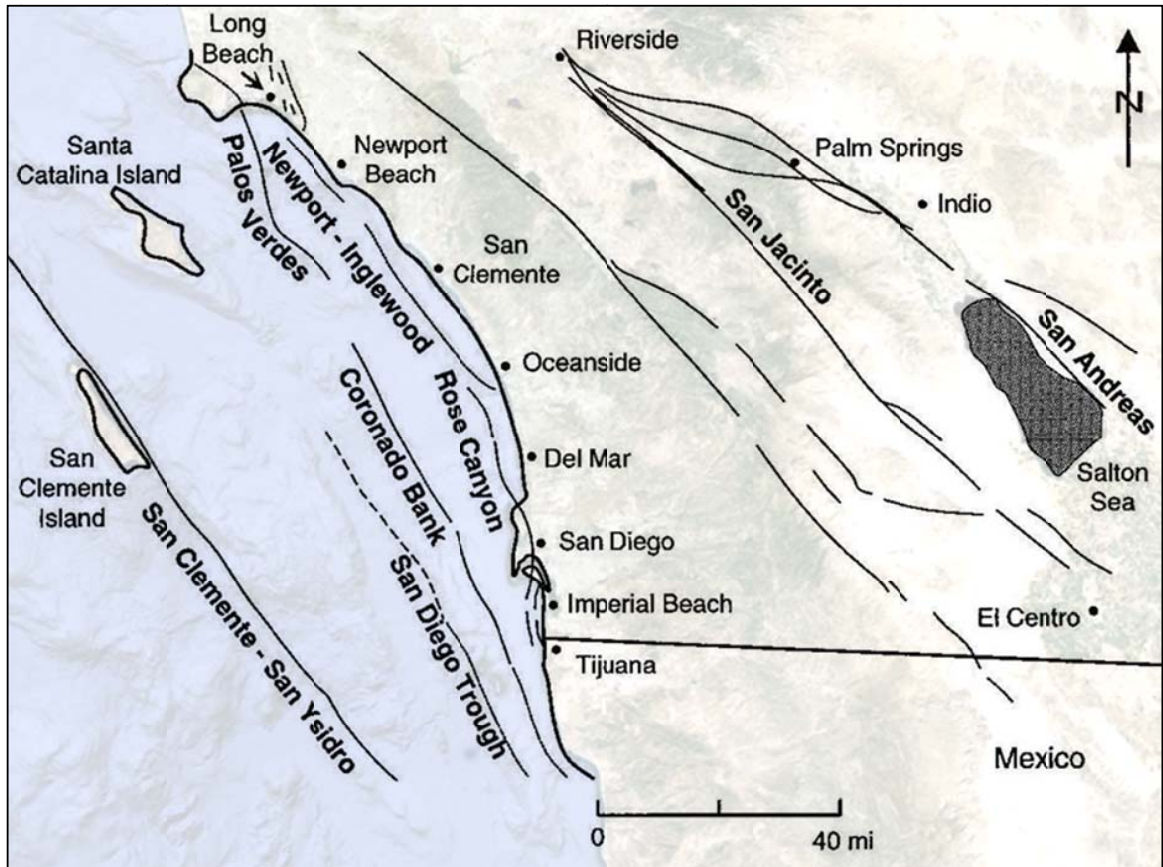 Long
Beach
Riverside
N
Santa
Catalina Island
Palos Verdes
Newport - Inglewood
Newport
Beach
Palm Springs
Indio
San Jacinto
San
Clemente
San Andreas
Oceanside
Rose Canyon
Coronado Bank
Del Mar
San
Clemente
Island
Salton
Sea
San Clemente - San Ysidro
San Diego Trough
San Diego
Imperial Beach
El Centro
Tijuana
Mexico
0
40 mi